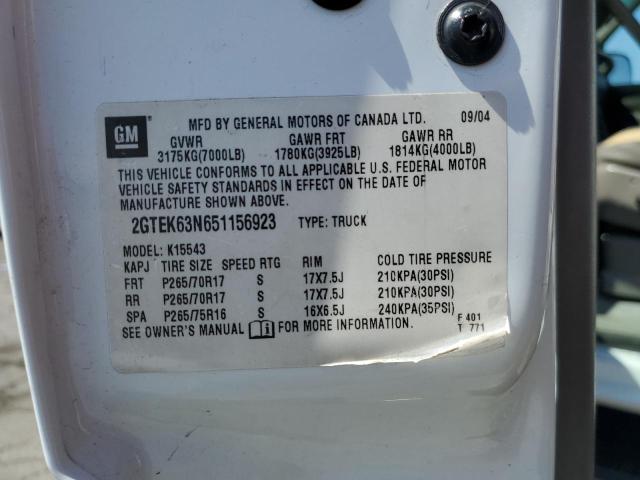 GM
MFD BY GENERAL MOTORS OF CANADA LTD. 09/04
GVWR GAWR FRT GAWR RR
3175KG(7000LB) 1780KG(3925LB) 1814KG(4000LB)
THIS VEHICLE CONFORMS TO ALL APPLICABLE U.S. FEDERAL MOTOR
VEHICLE SAFETY STANDARDS IN EFFECT ON THE DATE OF
MANUFACTURE SHOWN ABOVE.
2GTEK63N651156923 TYPE: TRUCK
MODEL: K15543
KAPJ TIRE SIZE SPEED RTG RIM COLD TIRE PRESSURE
FRT P265/70R17 S 17X7.5J 210KPA(30PSI)
RR P265/70R17 S 17X7.5J 210KPA(30PSI)
SPA P265/75R16 S 16X6.5J 240KPA(35PSI)
SEE OWNER'S MANUAL FOR MORE INFORMATION.
F 401
T 771